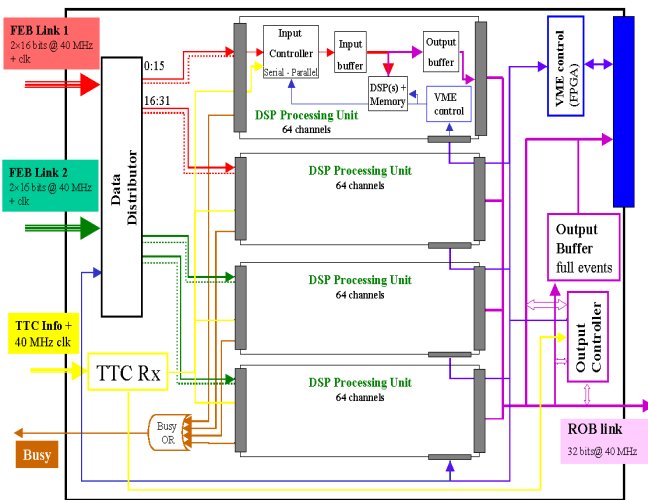 FEB Link 1
2×16 bits@ 40 MHz
+ clk
0:15
16:31
FEB Link 2
2×16 bits@ 40 MHz
+ clk
Data
Distributor
TTC Info +
40 MHz clk
TTC Rx
Busy
OR
Busy
Input
Controller
Serial - Parallel
Input
buffer
Output
buffer
DSP(s) +
Memory
VME
control
DSP Processing Unit
64 channels
DSP Processing Unit
64 channels
DSP Processing Unit
64 channels
DSP Processing Unit
64 channels
VME control
(FPGA)
Output
Buffer
full events
Output
Controller
ROB link
32 bits@ 40 MHz